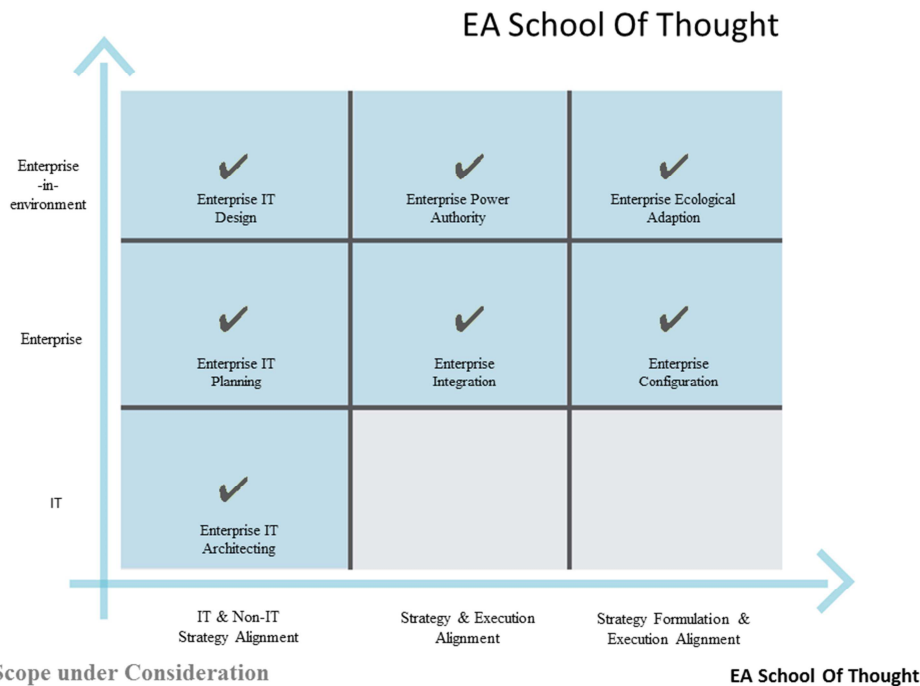 EA School Of Thought
Enterprise
-in-
environment
Enterprise IT
Design
Enterprise Power
Authority
Enterprise Ecological
Adaption
Enterprise
Enterprise IT
Planning
Enterprise
Integration
Enterprise
Configuration
IT
Enterprise IT
Architecting
IT & Non-IT
Strategy Alignment
Strategy & Execution
Alignment
Strategy Formulation &
Execution Alignment
Scope under Consideration
EA School Of Thought